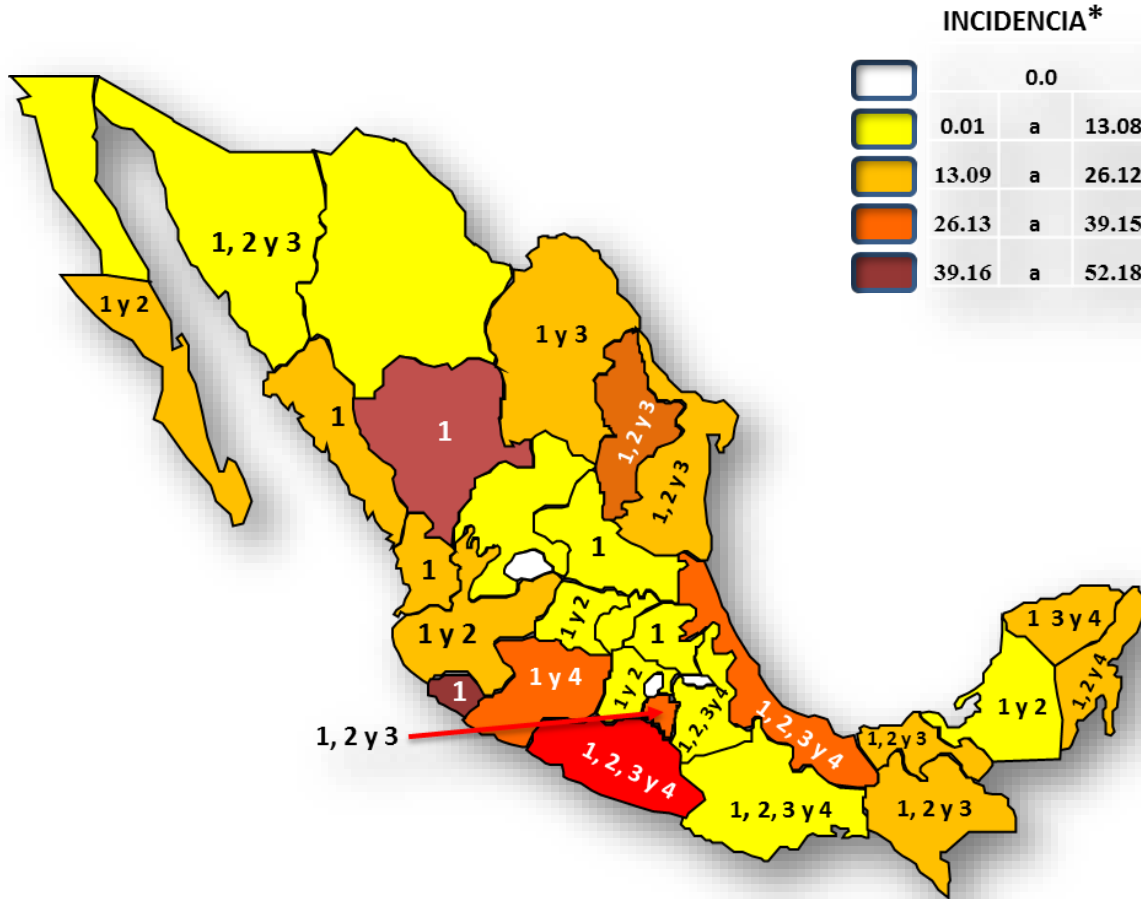 INCIDENCIA*
0.0
0.01 a 13.08
13.09 a 26.12
26.13 a 39.15
39.16 a 52.18
1, 2 y 3
1 y 2
1 y 3
1
1
1, 2 y 3
1, 2 y 3
1
1
1 y 2
1 y 2
1
1 3 y 4
1
1 y 4
1 y 2
1, 2 y 4
1 y 2
1, 2 y 3
1, 2, 3 y 4
1, 2, 3 y 4
1, 2 y 3
1, 2, 3 y 4
1, 2, 3 y 4
1, 2 y 3